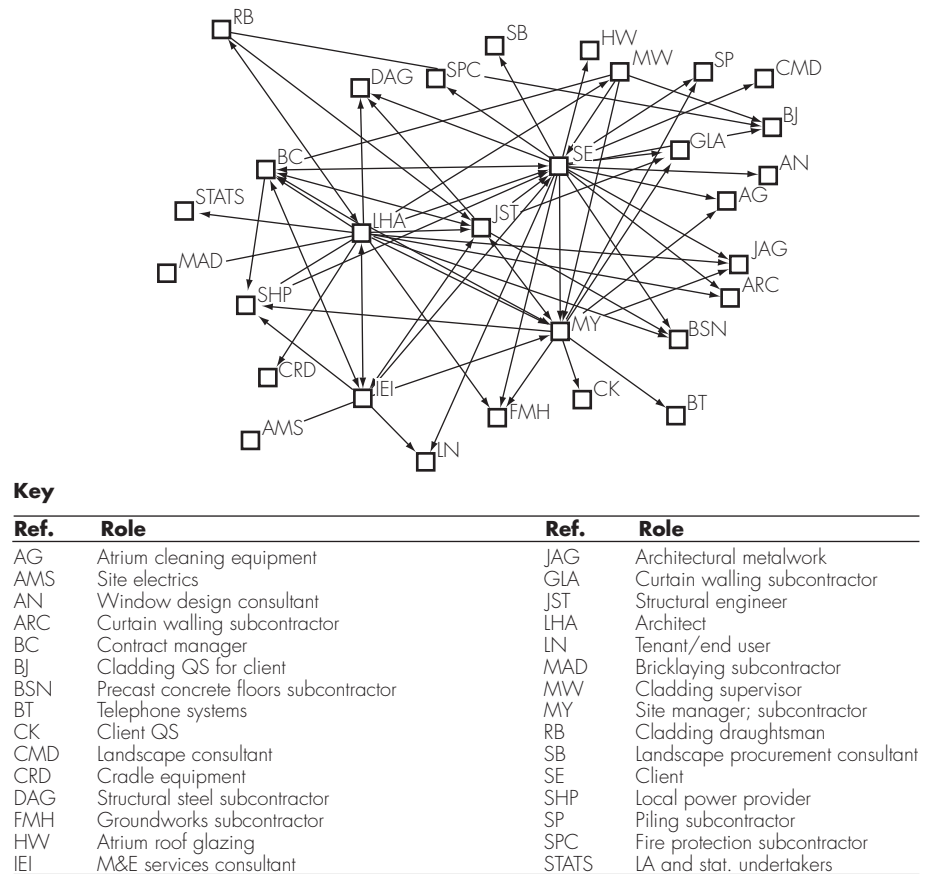 RB
SB
HW
MW
SP
CMD
DAG
SPC
BJ
GLA
SE
BC
AN
STATS
AG
JST
LHA
JAG
MAD
ARC
SHP
MY
BSN
CRD
IEI
CK
BT
FMH
AMS
LN
Key
Ref. Role Ref. Role
AG Atrium cleaning equipment JAG Architectural metalwork
AMS Site electrics GLA Curtain walling subcontractor
AN Window design consultant JST Structural engineer
ARC Curtain walling subcontractor LHA Architect
BC Contract manager LN Tenant/end user
BJ Cladding QS for client MAD Bricklaying subcontractor
BSN Precast concrete floors subcontractor MW Cladding supervisor
BT Telephone systems MY Site manager; subcontractor
CK Client QS RB Cladding draughtsman
CMD Landscape consultant SB Landscape procurement consultant
CRD Cradle equipment SE Client
DAG Structural steel subcontractor SHP Local power provider
FMH Groundworks subcontractor SP Piling subcontractor
HW Atrium roof glazing SPC Fire protection subcontractor
IEI M&E services consultant STATS LA and stat. undertakers